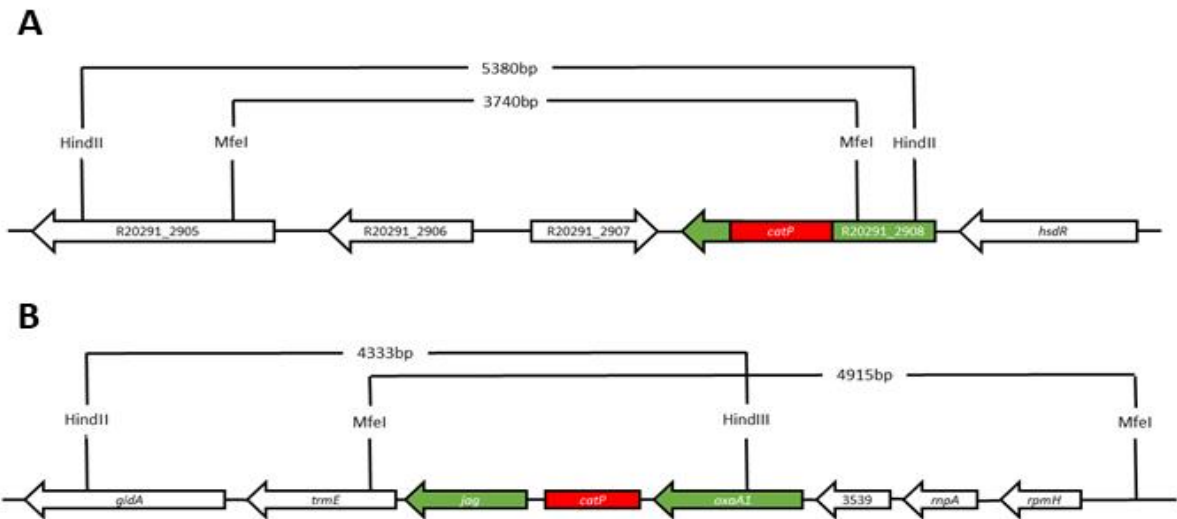 A
5380bp
3740bp
HindII MfeI MfeI HindII
R20291_2905 R20291_2906 R20291_2907 catP R20291_2908 hsdR
B
4333bp
4915bp
HindII MfeI HindIII MfeI
gidA trmE jag catP oxaA1 3539 rnpA rpmH